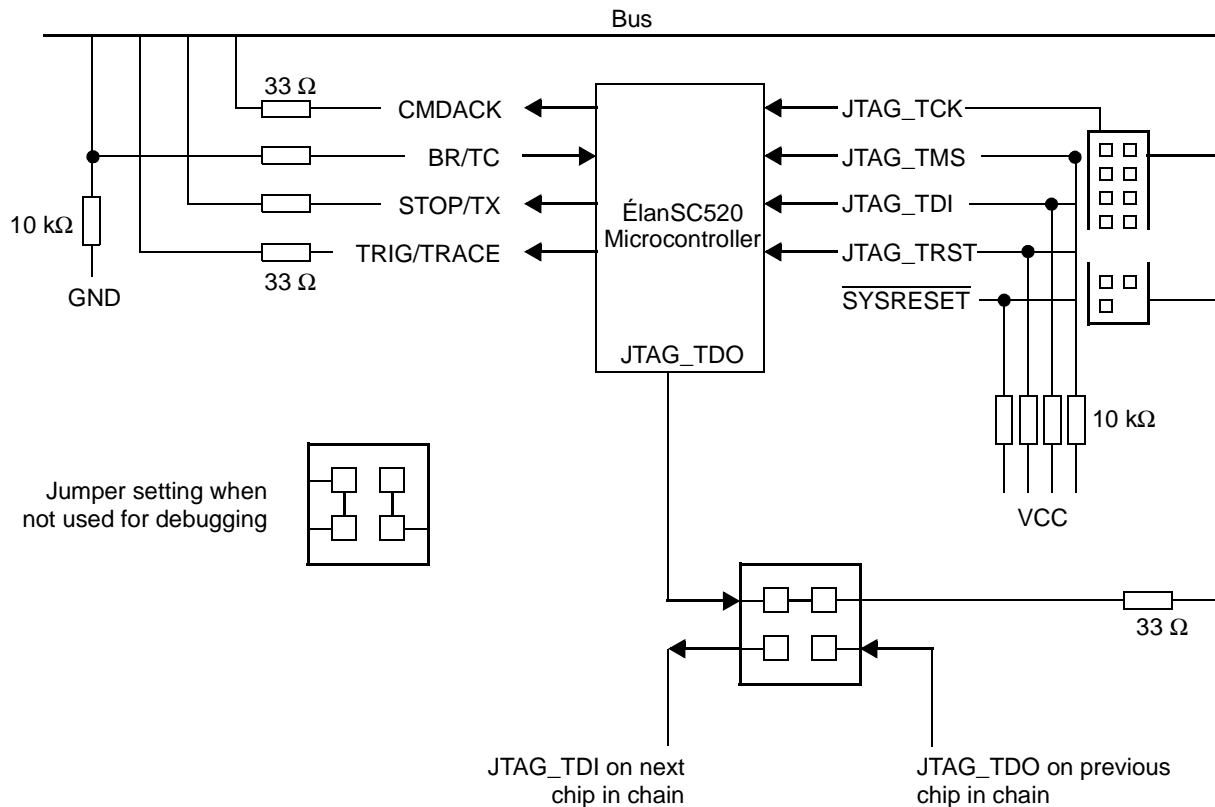 Bus
33 Ω
CMDACK
JTAG_TCK
BR/TC
JTAG_TMS
STOP/TX
JTAG_TDI
10 kΩ
ÉlanSC520
Microcontroller
TRIG/TRACE
JTAG_TRST
33 Ω
GND
SYSRESET
JTAG_TDO
10 kΩ
Jumper setting when
not used for debugging
VCC
33 Ω
JTAG_TDI on next
chip in chain
JTAG_TDO on previous
chip in chain